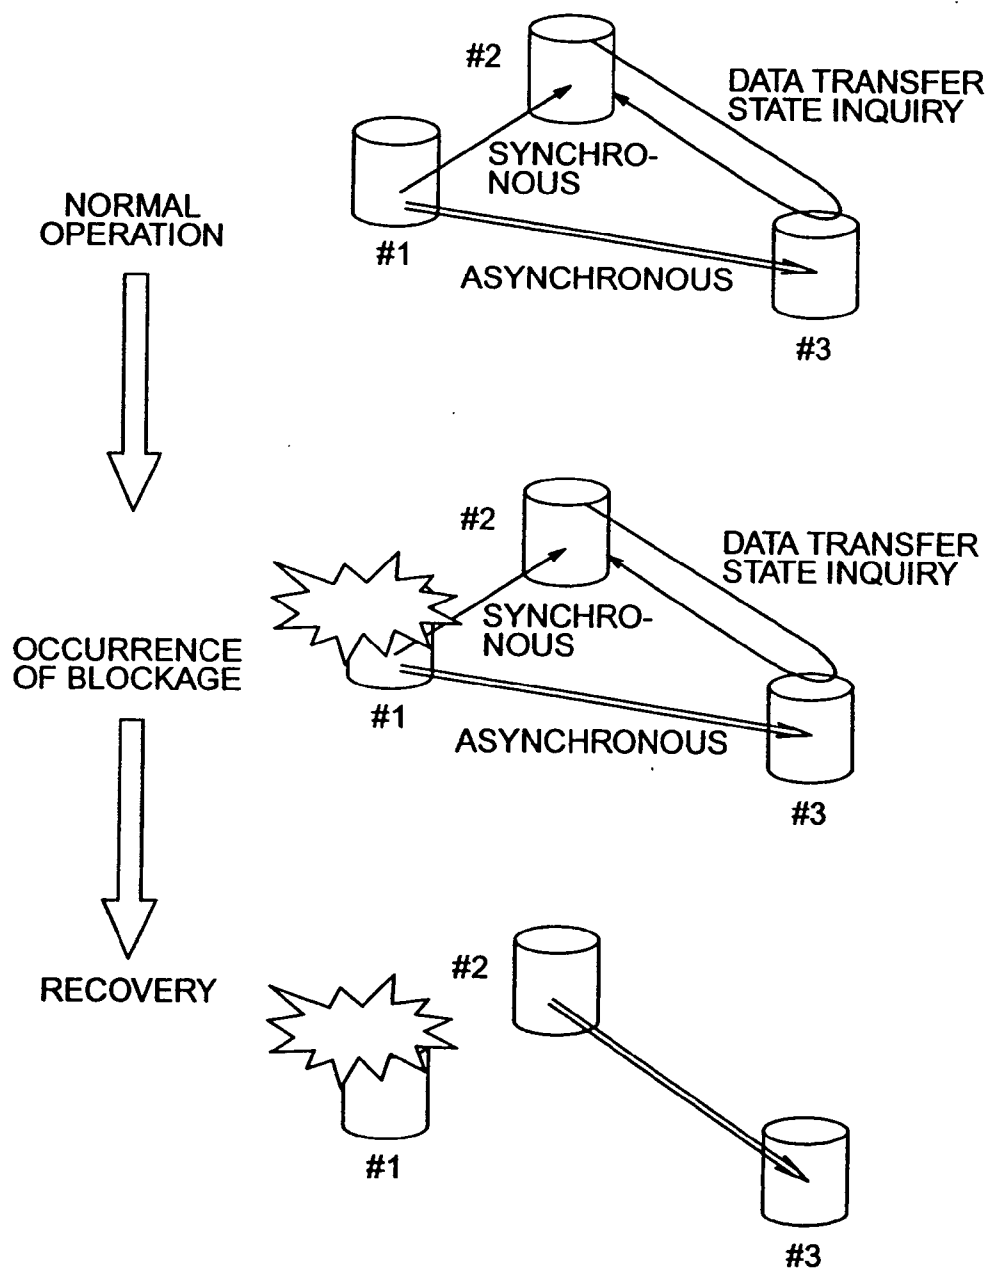 #2
DATA TRANSFER
STATE INQUIRY
SYNCHRO-
NOUS
NORMAL
OPERATION
#1
ASYNCHRONOUS
#3
#2
DATA TRANSFER
STATE INQUIRY
SYNCHRO-
NOUS
OCCURRENCE
OF BLOCKAGE
#1
ASYNCHRONOUS
#3
#2
RECOVERY
#1
#3